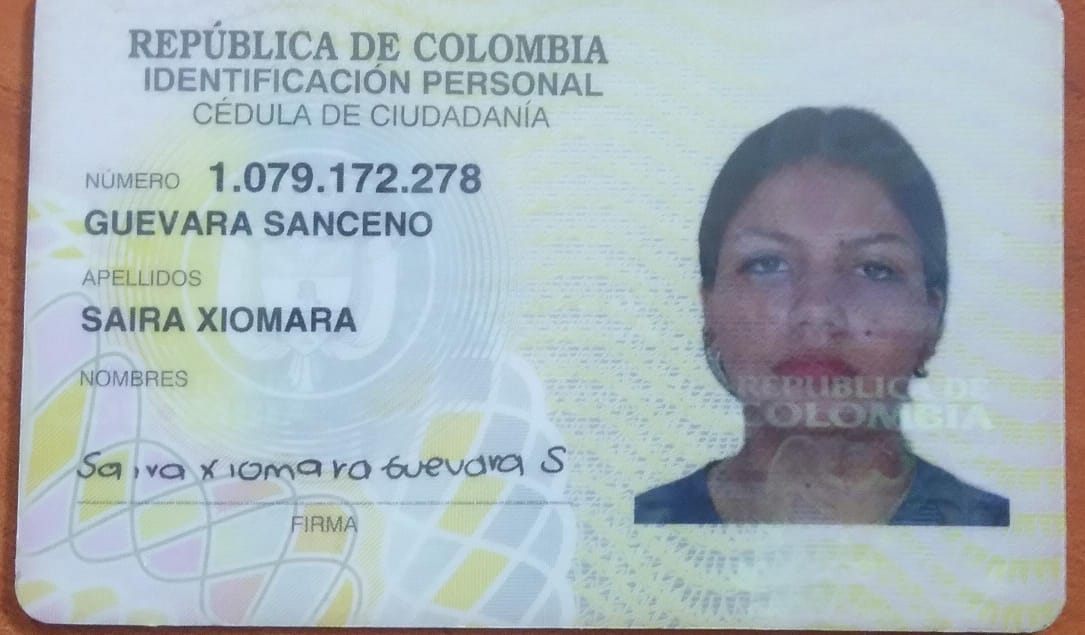 REPÚBLICA DE COLOMBIA
IDENTIFICACIÓN PERSONAL
CÉDULA DE CIUDADANÍA
NÚMERO 1.079.172.278
GUEVARA SANCENO
APELLIDOS
SAIRA XIOMARA
NOMBRES
REPÚBLICA DE
COLOMBIA
Saira Xiomara Guevara S
FIRMA